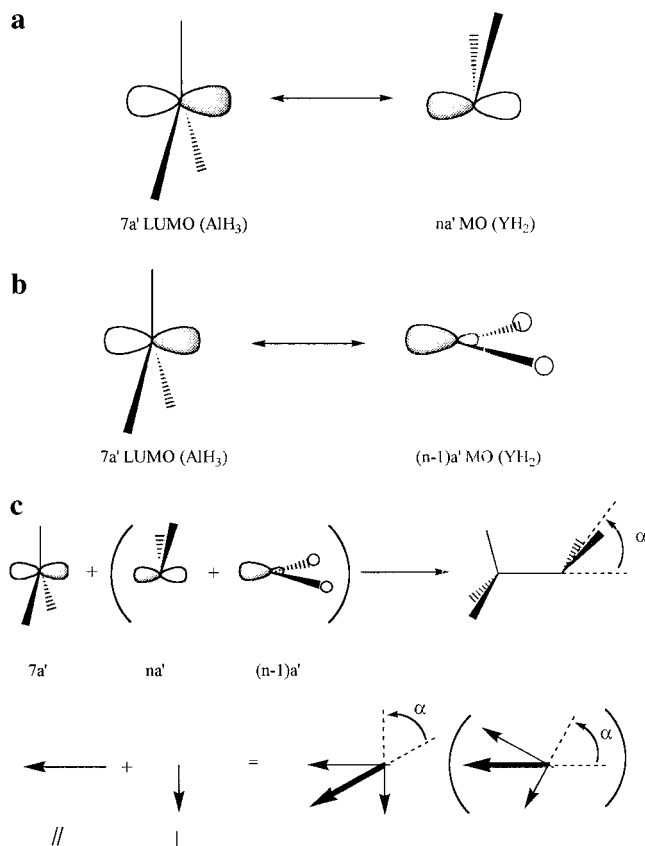 a
7a' LUMO (AlH3)
na' MO (YH2)
b
7a' LUMO (AlH3)
(n-1)a' MO (YH2)
c
+
+
α
7a'
na'
(n-1)a'
+
=
α
α
//
|